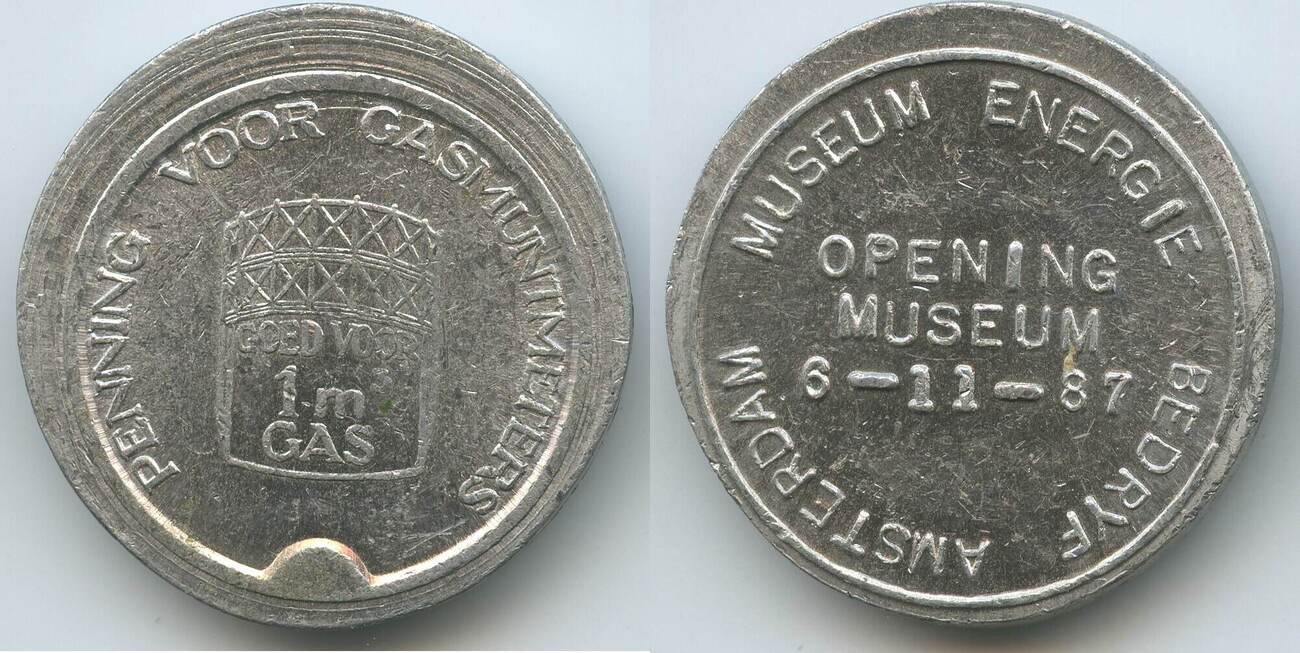 PENNING VOOR GASMUNTMETERS
GOED VOOR
1 m³
GAS
MUSEUM ENERGIE BEDRYF AMSTERDAM
OPENING
MUSEUM
6-11-87